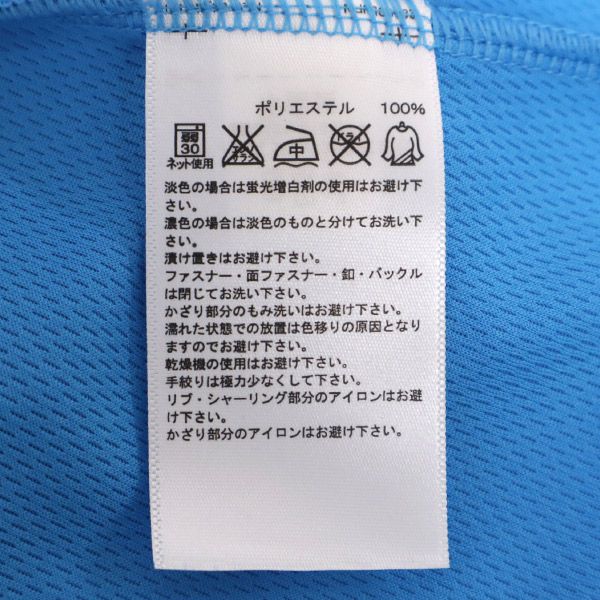 ポリエステル 100%
弱 30 エンソ サラシ 中 ドライ
ネット使用
淡色の場合は蛍光増白剤の使用はお避け下
さい。
濃色の場合は淡色のものと分けてお洗い下
さい。
漬け置きはお避け下さい。
ファスナー・面ファスナー・釦・バックル
は閉じてお洗い下さい。
かざり部分のもみ洗いはお避け下さい。
濡れた状態での放置は色移りの原因となり
ますのでお避け下さい。
乾燥機の使用はお避け下さい。
手絞りは極力少なくして下さい。
リブ・シャーリング部分のアイロンはお避け
下さい。
かざり部分のアイロンはお避け下さい。